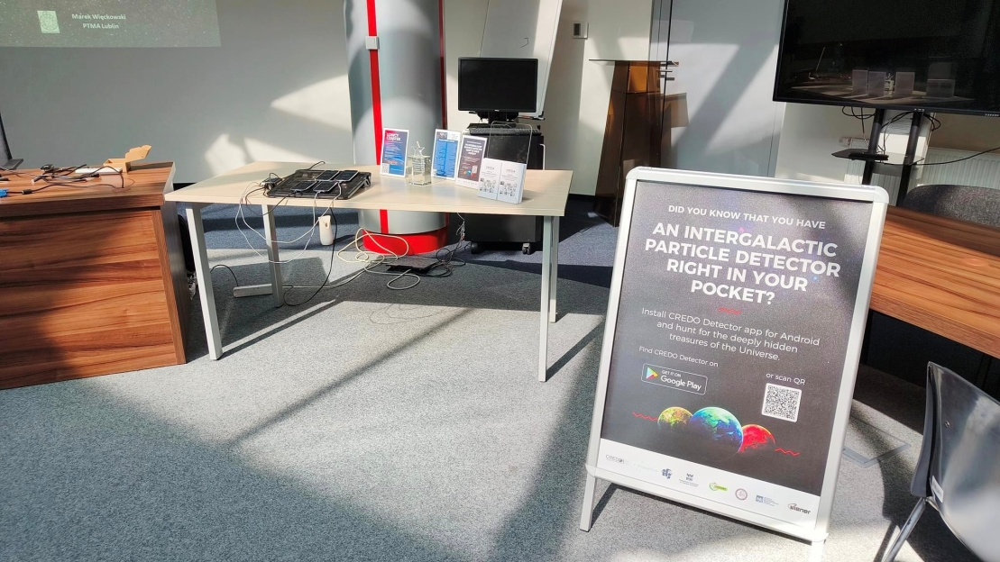 Marek Więckowski
PTMA Lublin
DID YOU KNOW THAT YOU HAVE
AN INTERGALACTIC
PARTICLE DETECTOR
RIGHT IN YOUR
POCKET?
Install CREDO Detector app for Android
and hunt for the deeply hidden
treasures of the Universe.
Find CREDO Detector on
GET IT ON
Google Play
or scan QR
CREDO